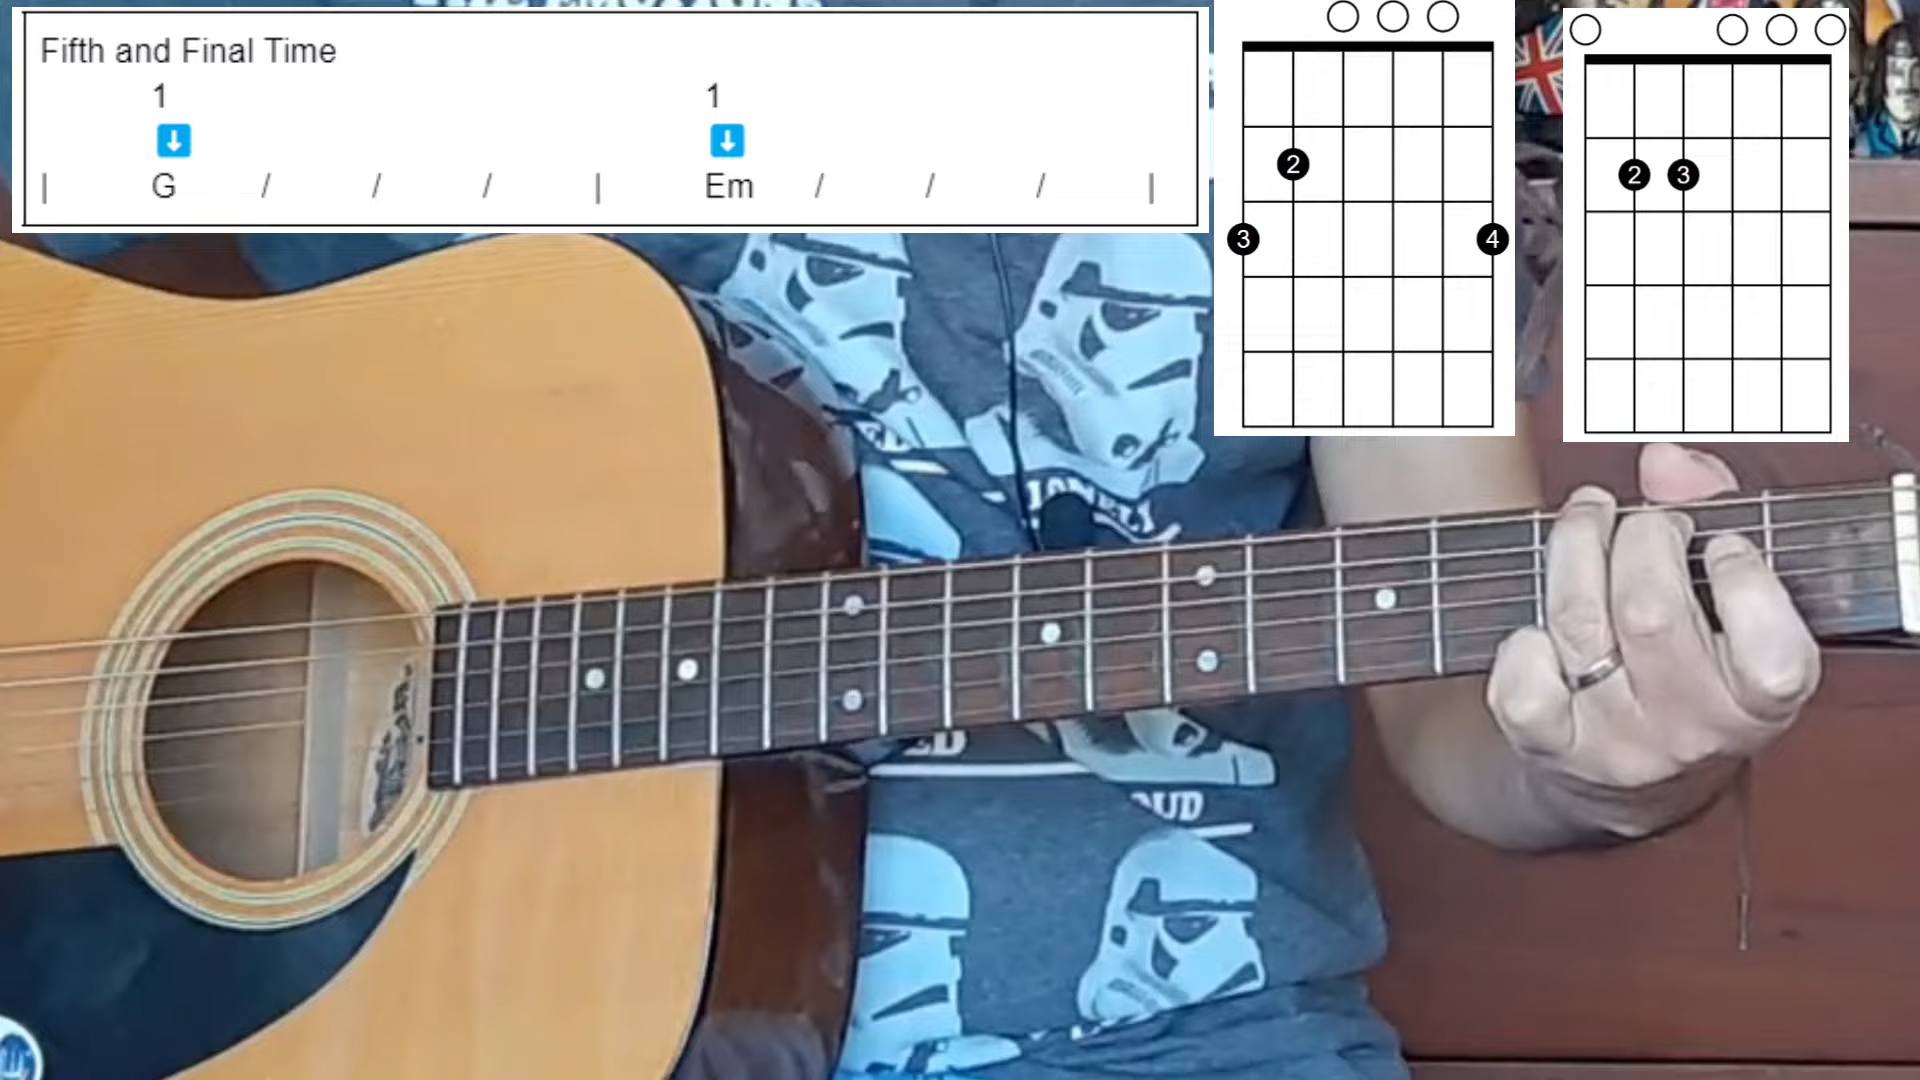 Fifth and Final Time
1 1
⬇ ⬇
| G / / / | Em / / / |
2
3 4
2 3